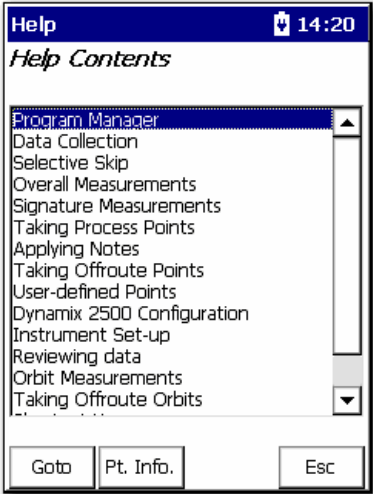 Help 14:20
Help Contents
Program Manager
Data Collection
Selective Skip
Overall Measurements
Signature Measurements
Taking Process Points
Applying Notes
Taking Offroute Points
User-defined Points
Dynamix 2500 Configuration
Instrument Set-up
Reviewing data
Orbit Measurements
Taking Offroute Orbits
Goto Pt. Info. Esc